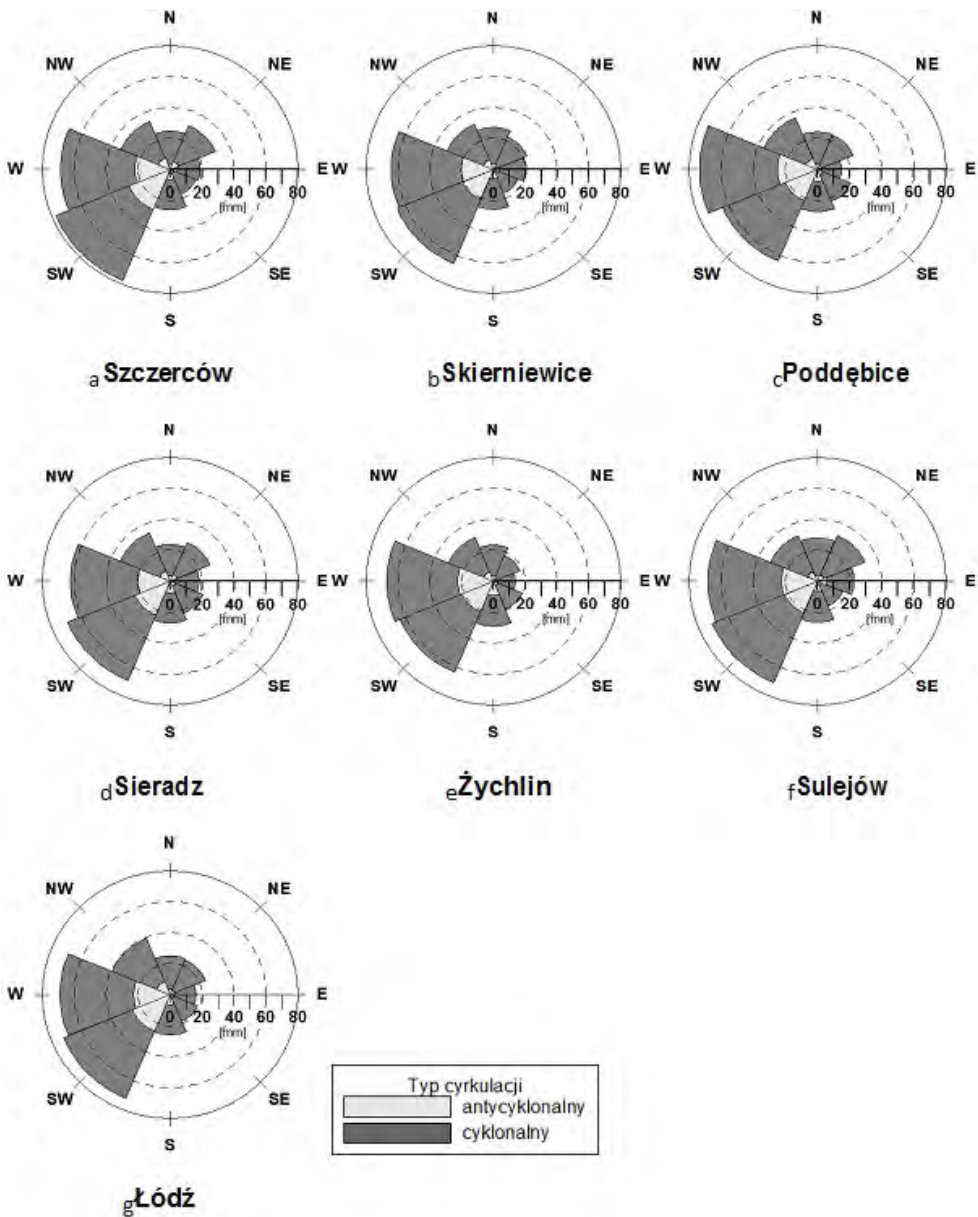 N N N
NW NE NW NE NW NE
W 0 20 40 60 80 E W 0 20 40 60 80 E W 0 20 40 60 80 E
[mm] [mm] [mm]
SW SE SW SE SW SE
S S S
a Szczerców b Skierniewice c Poddębice
N N N
NW NE NW NE NW NE
W 0 20 40 60 80 E W 0 20 40 60 80 E W 0 20 40 60 80 E
[mm] [mm] [mm]
SW SE SW SE SW SE
S S S
d Sieradz e Żychlin f Sulejów
N
NW NE
W 0 20 40 60 80 E
[mm]
SW SE
S
Typ cyrkulacji
antycyklonalny
cyklonalny
g Łódź